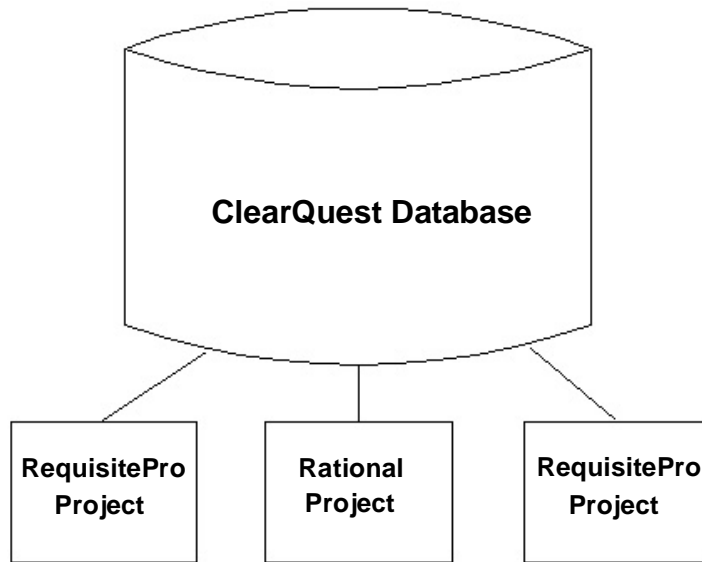 ClearQuest Database
RequisitePro
Project
Rational
Project
RequisitePro
Project